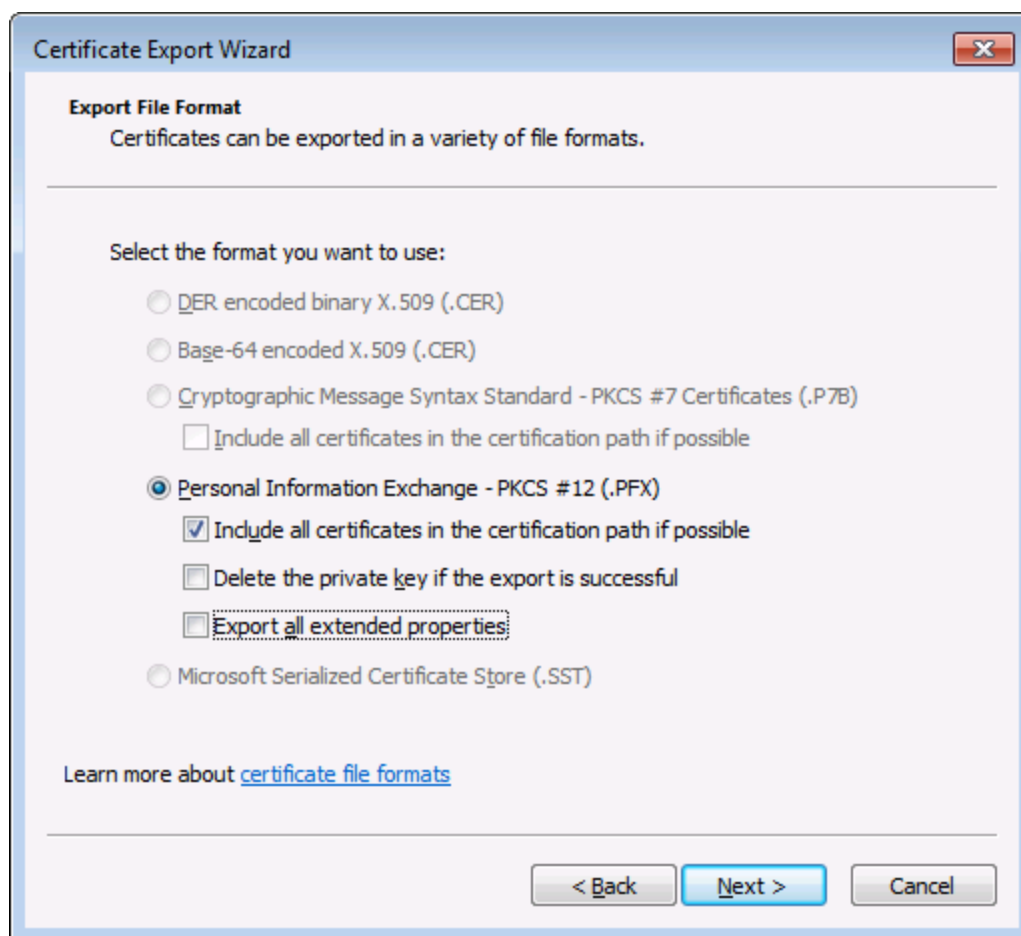 Certificate Export Wizard
Export File Format
Certificates can be exported in a variety of file formats.
Select the format you want to use:
DER encoded binary X.509 (.CER)
Base-64 encoded X.509 (.CER)
Cryptographic Message Syntax Standard - PKCS #7 Certificates (.P7B)
Include all certificates in the certification path if possible
Personal Information Exchange - PKCS #12 (.PFX)
Include all certificates in the certification path if possible
Delete the private key if the export is successful
Export all extended properties
Microsoft Serialized Certificate Store (.SST)
Learn more about certificate file formats
< Back Next > Cancel